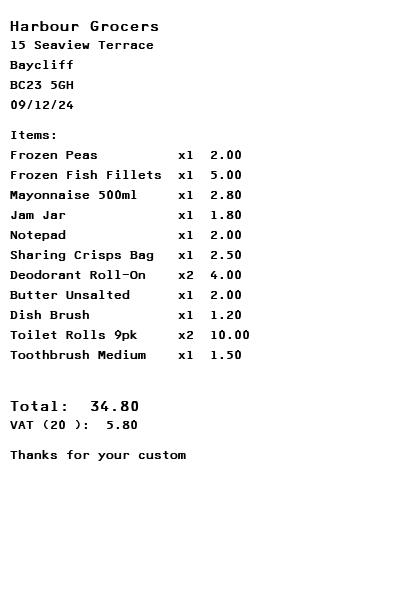 Harbour Grocers
15 Seaview Terrace
Baycliff
BC23 5GH
09/12/24
Items:
Frozen Peas x1 2.00
Frozen Fish Fillets x1 5.00
Mayonnaise 500ml x1 2.80
Jam Jar x1 1.80
Notepad x1 2.00
Sharing Crisps Bag x1 2.50
Deodorant Roll-On x2 4.00
Butter Unsalted x1 2.00
Dish Brush x1 1.20
Toilet Rolls 9pk x2 10.00
Toothbrush Medium x1 1.50
Total: 34.80
VAT (20 ): 5.80
Thanks for your custom